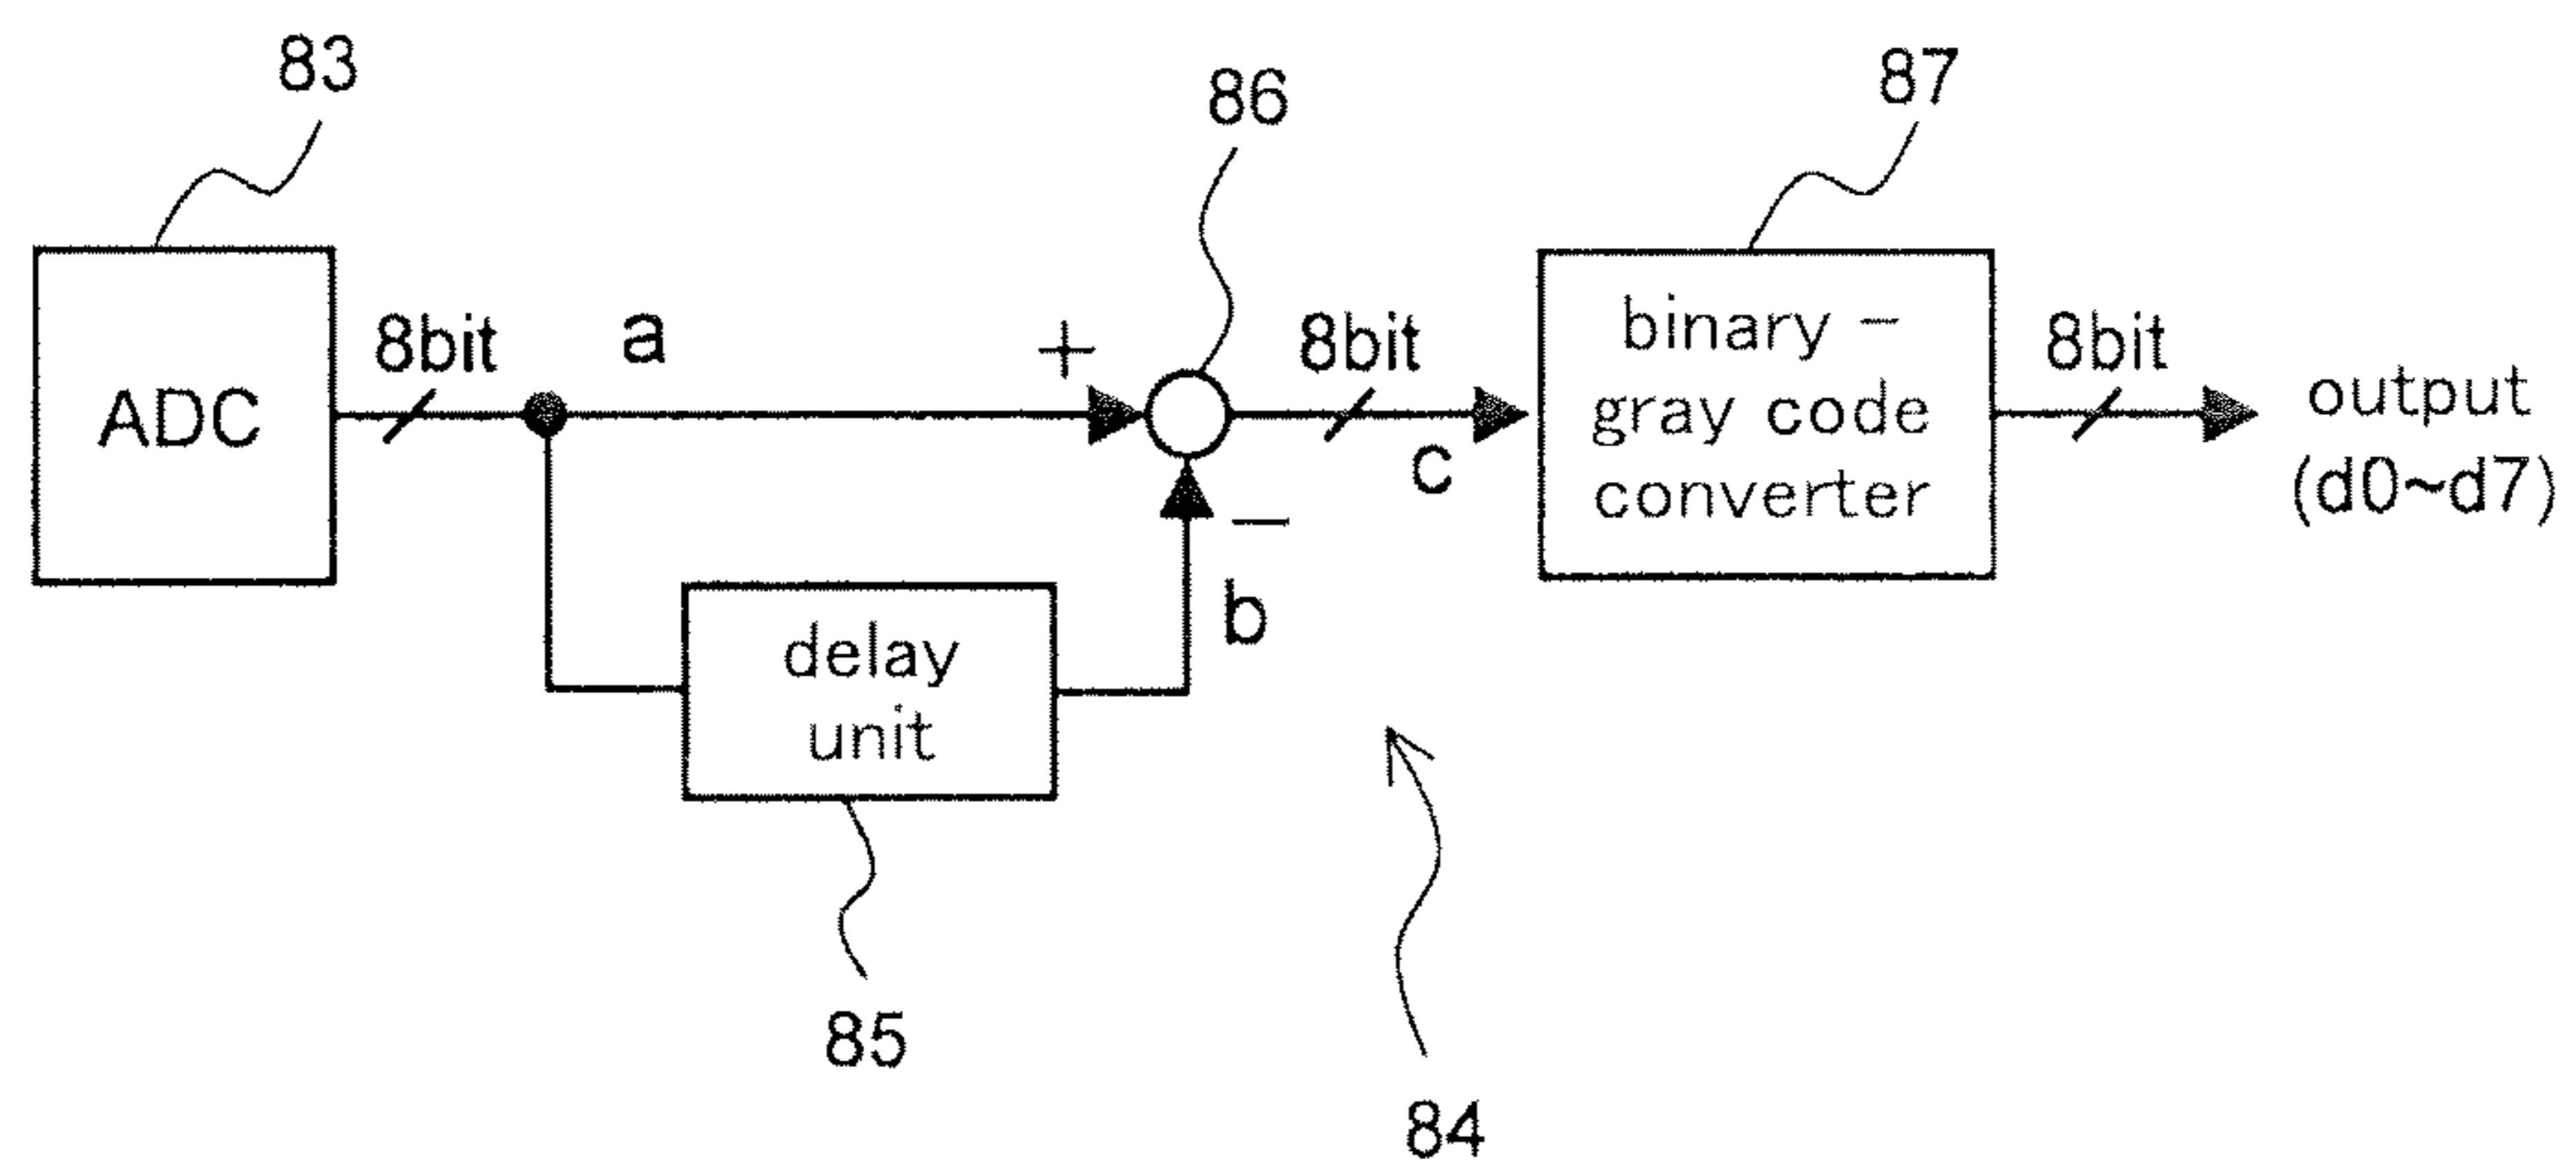 83
86
87
8bit
a
+
8bit
8bit
ADC
binary –
gray code
converter
output
(d0~d7)
c
–
b
delay
unit
85
84